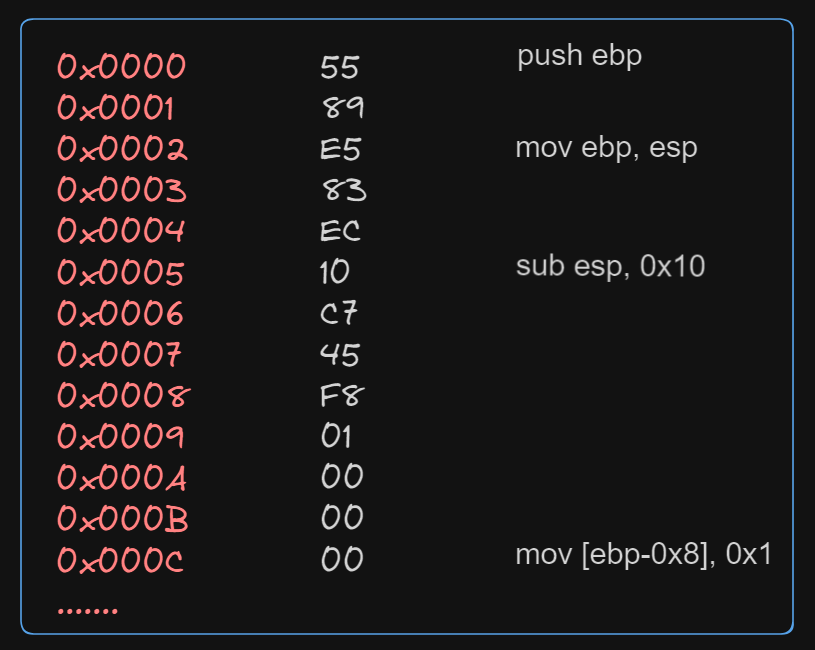 0x0000 55 push ebp
0x0001 89
0x0002 E5 mov ebp, esp
0x0003 83
0x0004 EC
0x0005 10 sub esp, 0x10
0x0006 C7
0x0007 45
0x0008 F8
0x0009 01
0x000A 00
0x000B 00
0x000C 00 mov [ebp-0x8], 0x1
.......